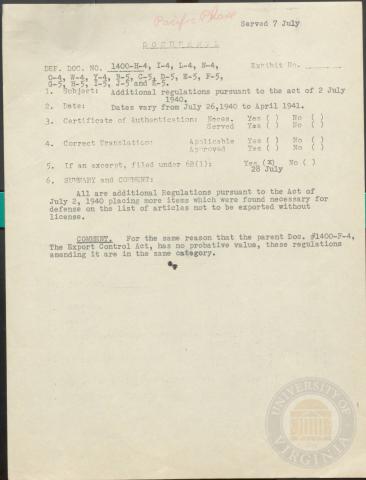 Pacific Phase
Served 7 July
D O C U M E N T
DEF. DOC. NO. 1400-H-4, I-4, L-4, N-4, Exhibit No.
O-4, W-4, Y-4, B-5, C-5, D-5, E-5, F-5,
G-5, H-5, I-5, J-5 and K-5.
1. Subject: Additional regulations pursuant to the act of 2 July
1940.
2. Date: Dates vary from July 26,1940 to April 1941.
3. Certificate of Authentication: Neces. Yes ( ) No ( )
Served Yes ( ) No ( )
4. Correct Translation: Applicable Yes ( ) No ( )
Approved Yes ( ) No ( )
5. If an excerpt, filed under 6B(1): Yes (x) No ( )
28 July
6. SUMMARY and COMMENT:
All are additional Regulations pursuant to the Act of
July 2, 1940 placing more items which were found necessary for
defense on the list of articles not to be exported without
license.
COMMENT. For the same reason that the parent Doc. #1400-F-4,
The Export Control Act, has no probative value, these regulations
amending it are in the same category.
UNIVERSITY OF VIRGINIA